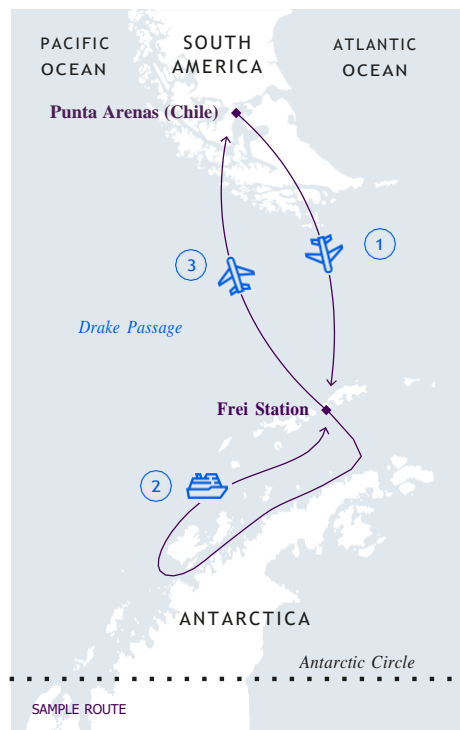 PACIFIC
OCEAN
SOUTH
AMERICA
ATLANTIC
OCEAN
Punta Arenas (Chile)
1
3
Drake Passage
Frei Station
2
ANTARCTICA
Antarctic Circle
SAMPLE ROUTE